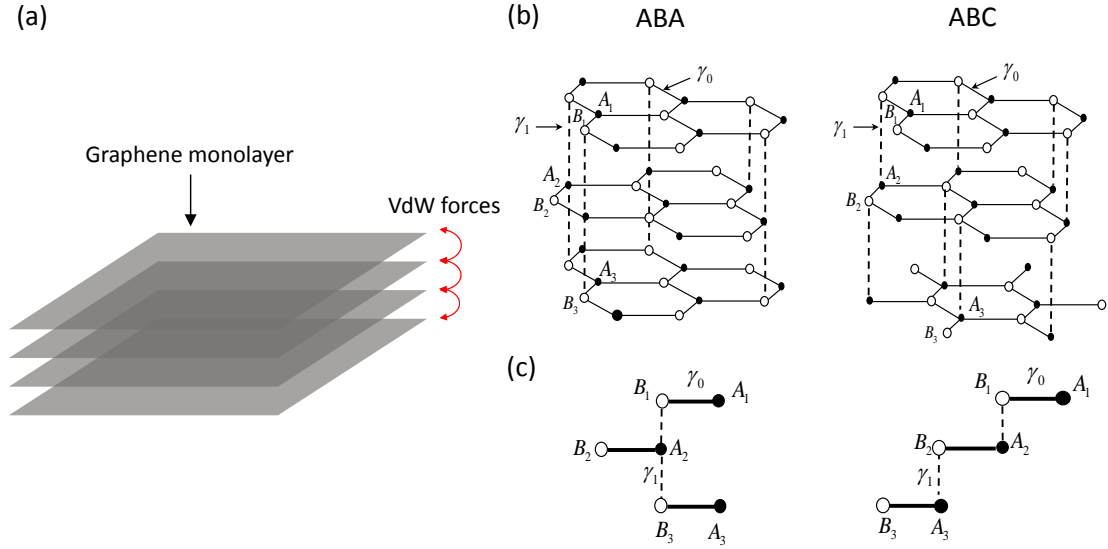 (a)
Graphene monolayer
VdW forces
(b)
ABA
ABC
γ₀
A₁
B₁
γ₁
A₂
B₂
A₃
B₃
γ₀
A₁
B₁
γ₁
A₂
B₂
A₃
B₃
(c)
γ₀
B₁
A₁
B₂
A₂
γ₁
B₃
A₃
γ₀
B₁
A₁
B₂
A₂
γ₁
B₃
A₃